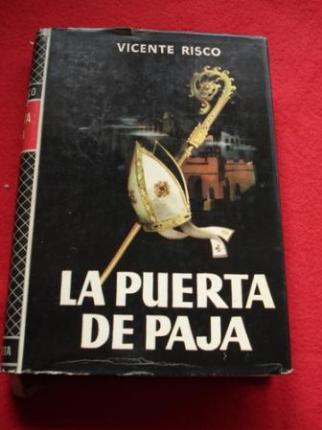 VICENTE RISCO
LA PUERTA
DE PAJA